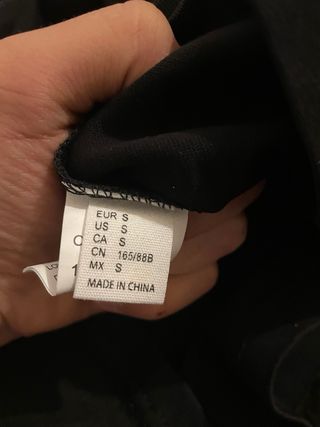 EUR S
US S
CA S
CN 165/88B
MX S
MADE IN CHINA